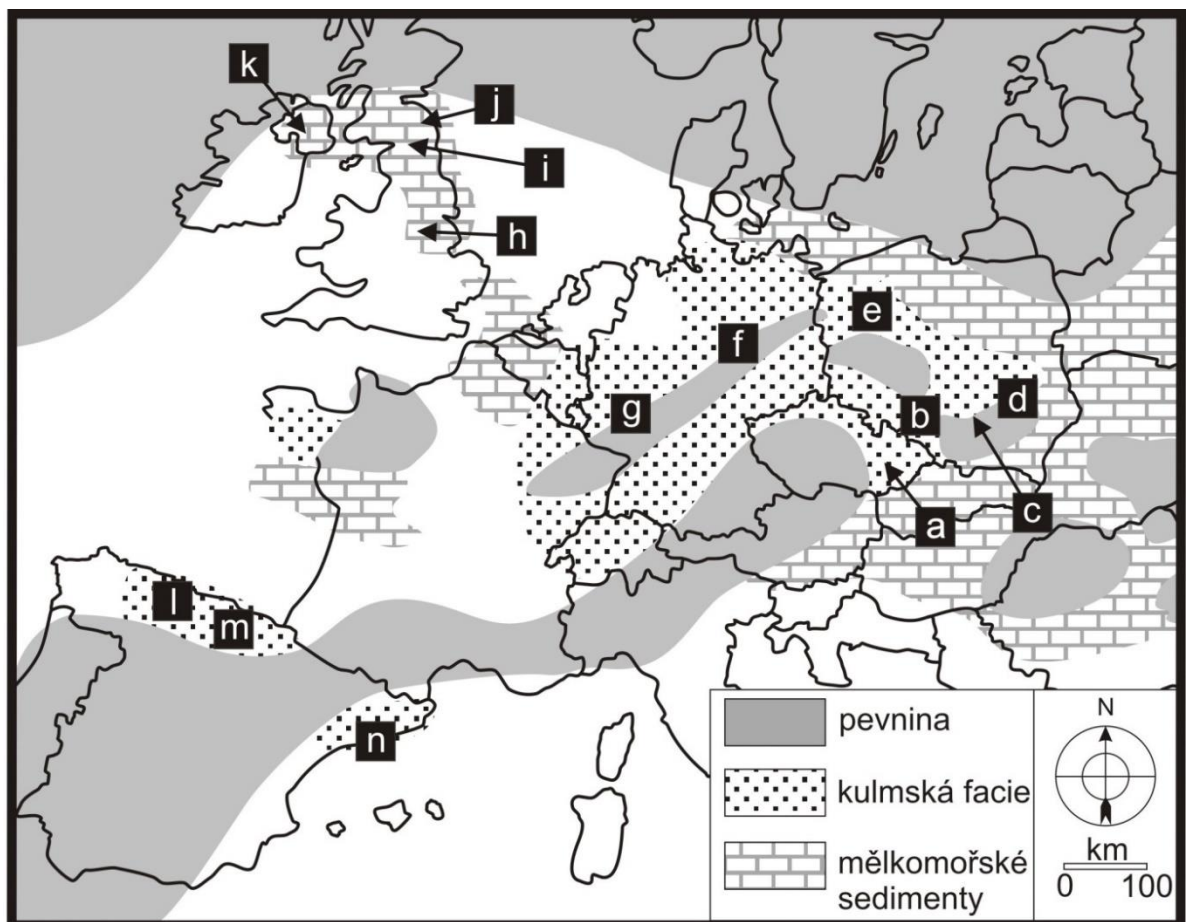 k
j
i
h
e
f
g
b
d
a
c
l
m
n
pevnina
kulmská facie
mělkomořské
sedimenty
N
km
0 100